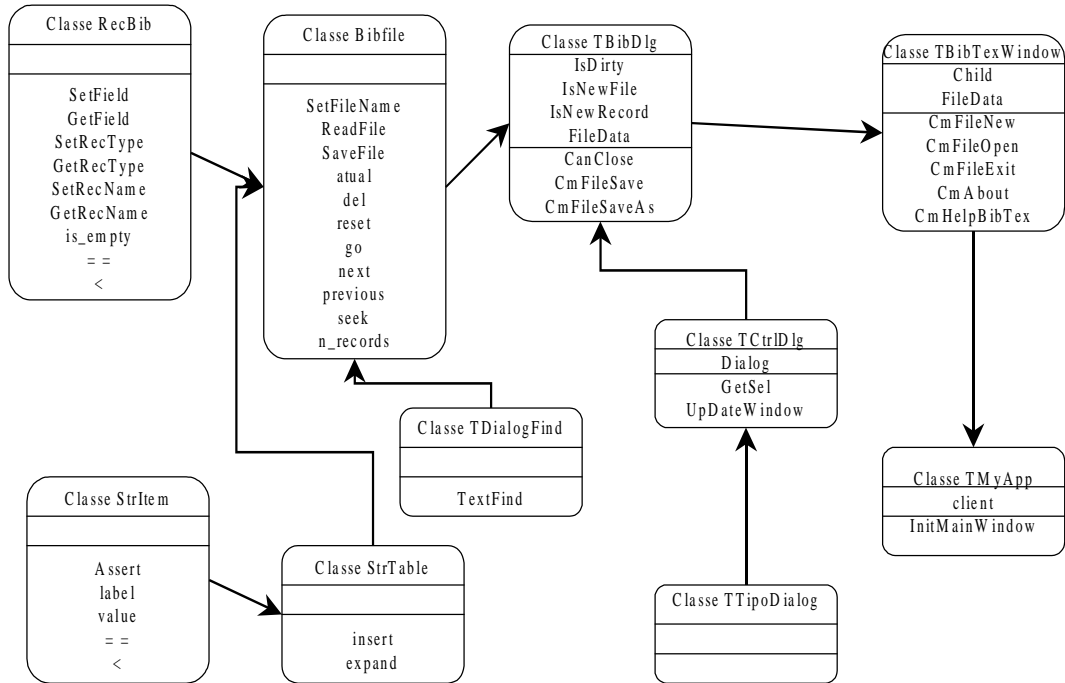 Classe RecBib
SetField
GetField
SetRecType
GetRecType
SetRecName
GetRecName
is_empty
= =
<
Classe Bibfile
SetFileName
ReadFile
SaveFile
atual
del
reset
go
next
previous
seek
n_records
Classe TBibDlg
IsDirty
IsNewFile
IsNewRecord
FileData
CanClose
CmFileSave
CmFileSaveAs
Classe TBibTexWindow
Child
FileData
CmFileNew
CmFileOpen
CmFileExit
CmAbout
CmHelpBibTex
Classe TCtrlDlg
Dialog
GetSel
UpDateWindow
Classe TDialogFind
TextFind
Classe TMyApp
client
InitMainWindow
Classe StrItem
Assert
label
value
= =
<
Classe StrTable
insert
expand
Classe TTipoDialog